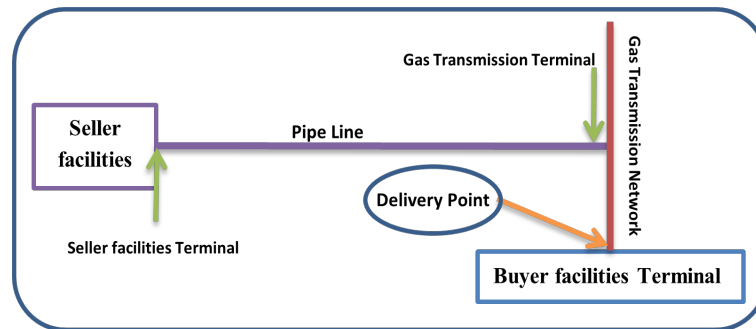 Gas Transmission Terminal
Gas Transmission Network
Seller
facilities
Pipe Line
Delivery Point
Seller facilities Terminal
Buyer facilities Terminal